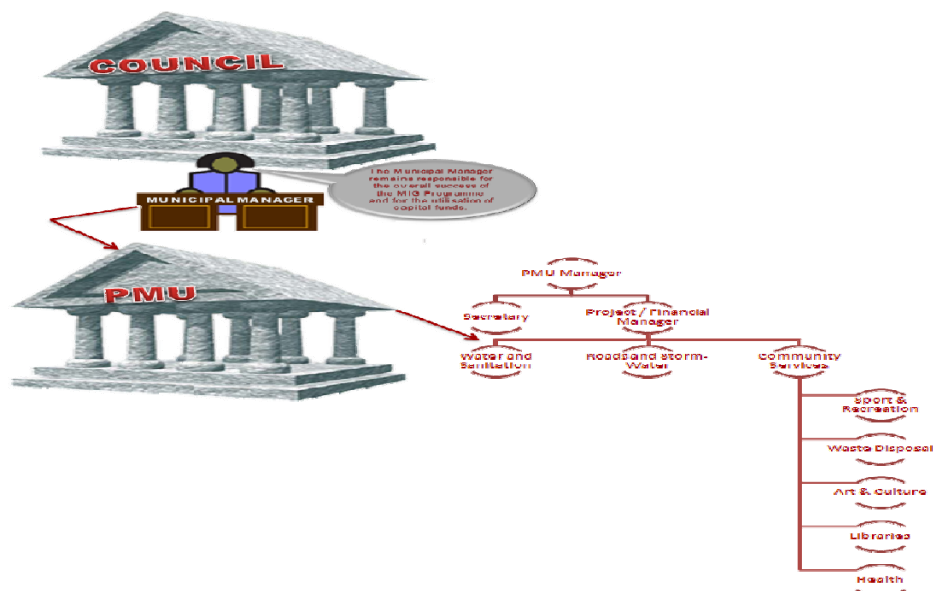 COUNCIL
The Municipal Manager
remains responsible for
the overall success of
the MIG Programme
and for the utilisation of
capital funds.
MUNICIPAL MANAGER
PMU
PMU Manager
Secretary
Project / Financial
Manager
Water and
Sanitation
Roads and Storm-
Water
Community
Services
Sport &
Recreation
Waste Disposal
Art & Culture
Libraries
Health